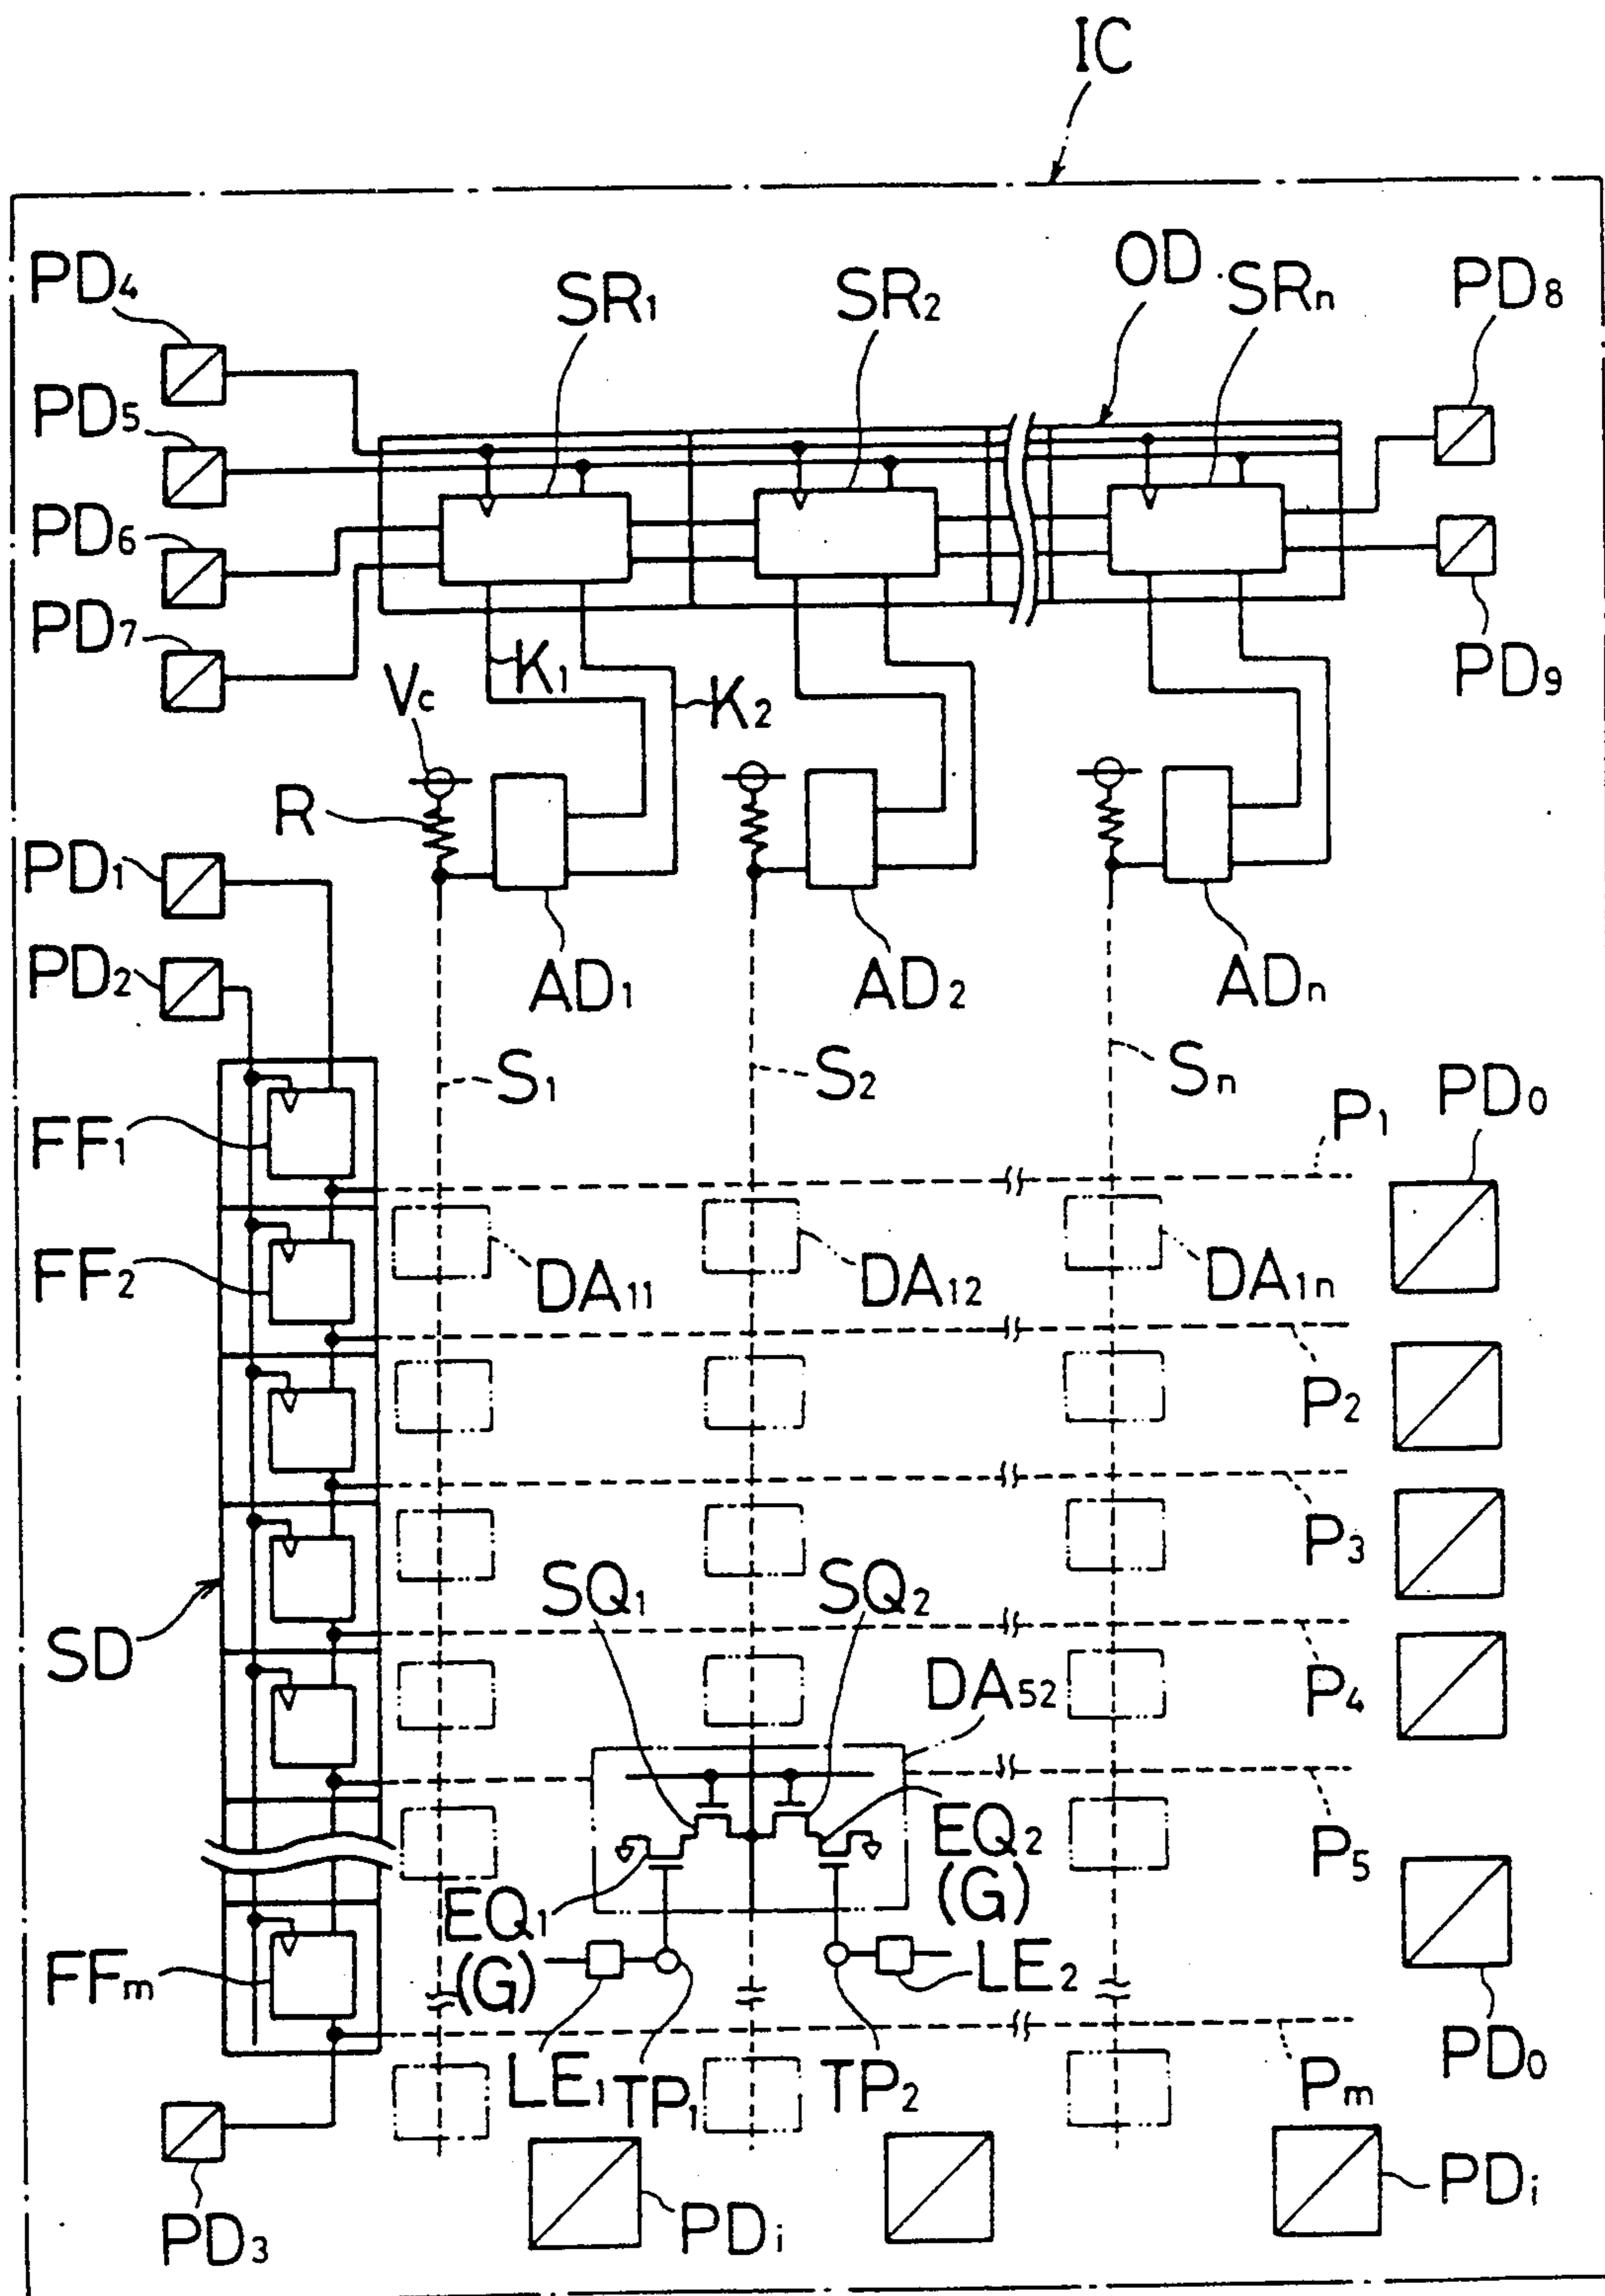 IC
OD
PD4
SR1
SR2
SRn
PD8
PD5
PD6
PD7
K1
K2
PD9
Vc
R
PD1
AD1
AD2
ADn
PD2
S1
S2
Sn
PD0
P1
FF1
FF2
DA11
DA12
DA1n
P2
P3
SQ1
SQ2
SD
DA52
P4
EQ2
(G)
P5
EQ1
(G)
FFm
LE2
PD0
LE1
TP1
TP2
Pm
PD3
PDi
PDi